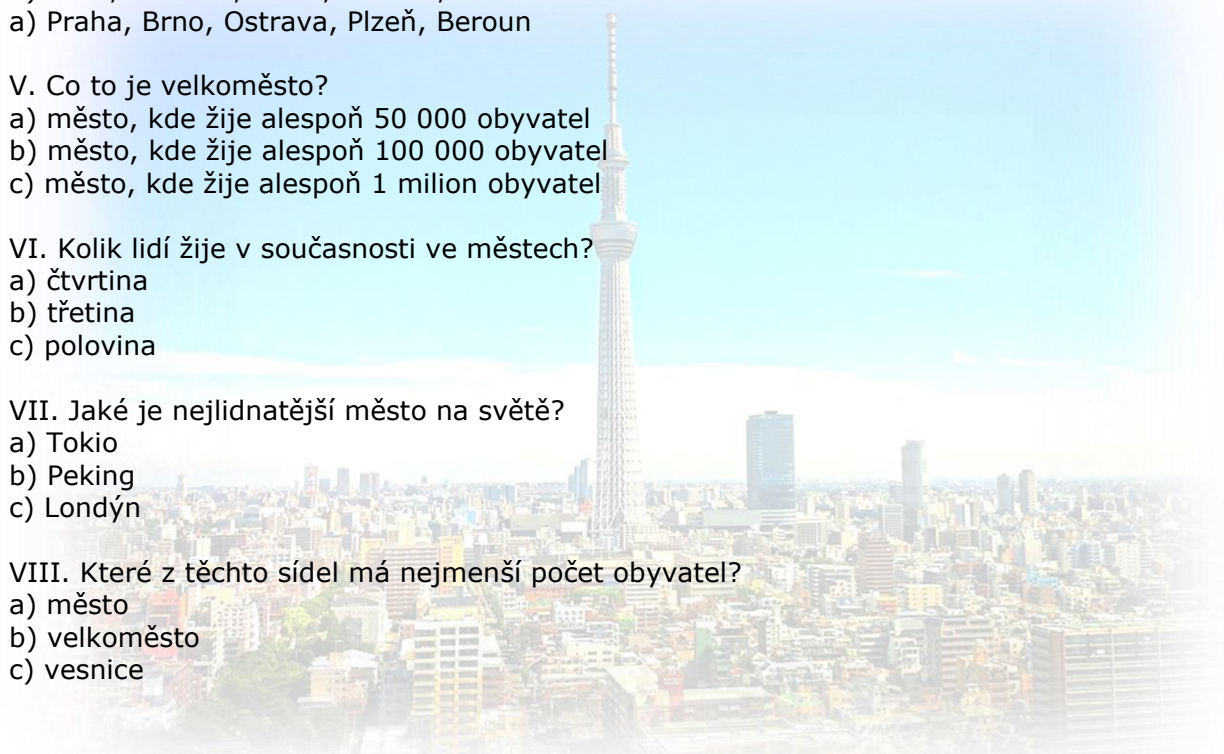 a) Praha, Brno, Ostrava, Plzeň, Beroun
V. Co to je velkoměsto?
a) město, kde žije alespoň 50 000 obyvatel
b) město, kde žije alespoň 100 000 obyvatel
c) město, kde žije alespoň 1 milion obyvatel
VI. Kolik lidí žije v současnosti ve městech?
a) čtvrtina
b) třetina
c) polovina
VII. Jaké je nejlidnatější město na světě?
a) Tokio
b) Peking
c) Londýn
VIII. Které z těchto sídel má nejmenší počet obyvatel?
a) město
b) velkoměsto
c) vesnice